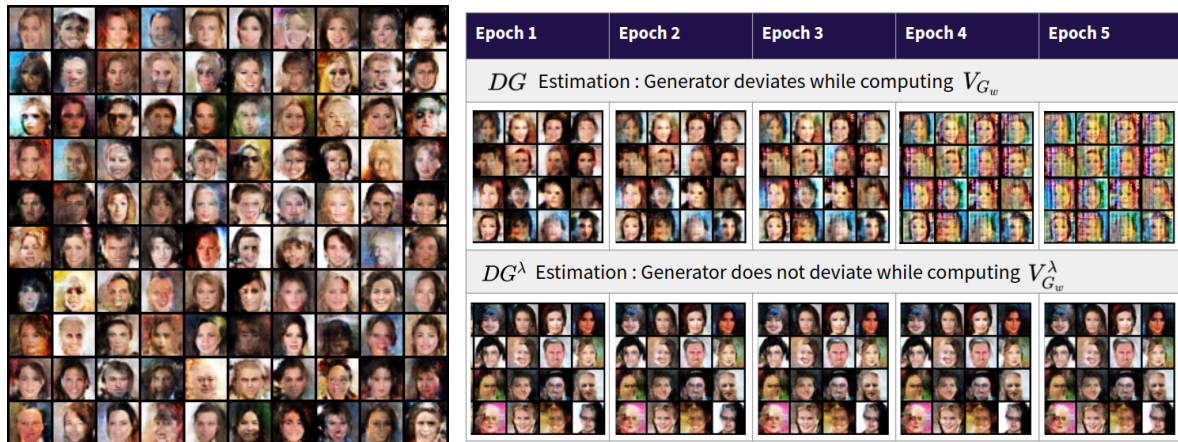 Epoch 1 Epoch 2 Epoch 3 Epoch 4 Epoch 5
DG Estimation : Generator deviates while computing V_{G_w}
DG^λ Estimation : Generator does not deviate while computing V^λ_{G_w}